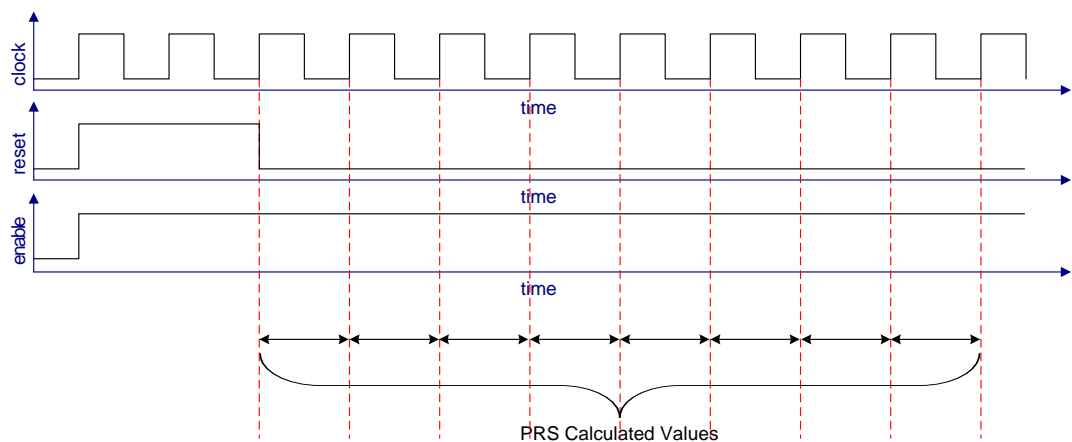 clock
time
reset
time
enable
time
PRS Calculated Values